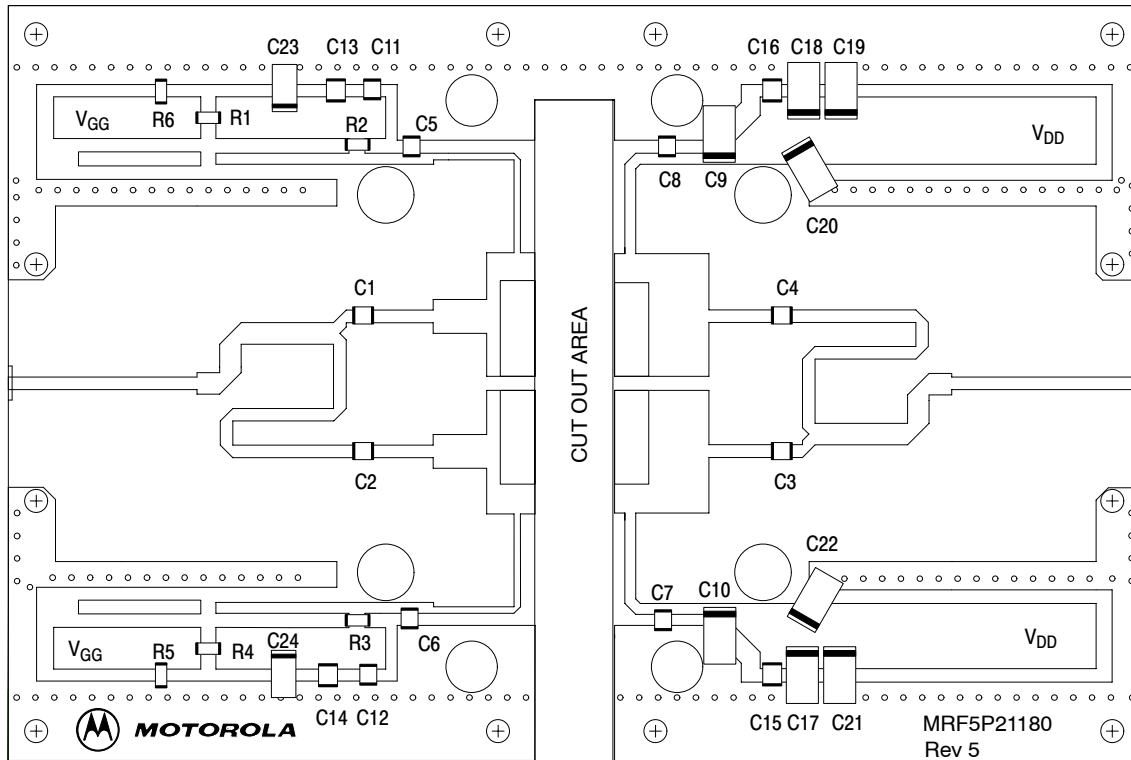 C23 C13 C11 C16 C18 C19
VGG R6 R1 R2 C5 VDD
C8 C9
C20
C1 C4
CUT OUT AREA
C2 C3
C22
C7 C10
VGG R5 R4 C24 R3 C6 VDD
C14 C12 C15 C17 C21
MOTOROLA
MRF5P21180
Rev 5